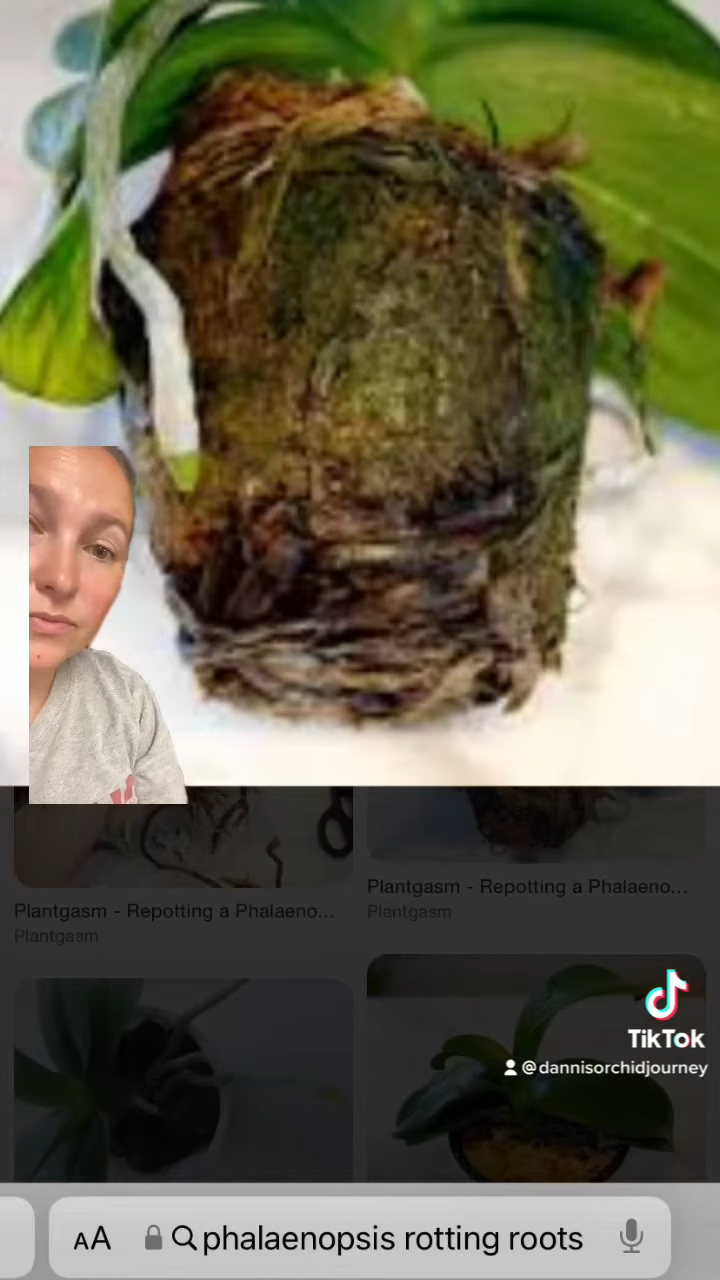 Plantgasm - Repotting a Phalaeno...
Plantgasm
Plantgasm - Repotting a Phalaeno...
Plantgasm
TikTok
@dannisorchidjourney
AA phalaenopsis rotting roots